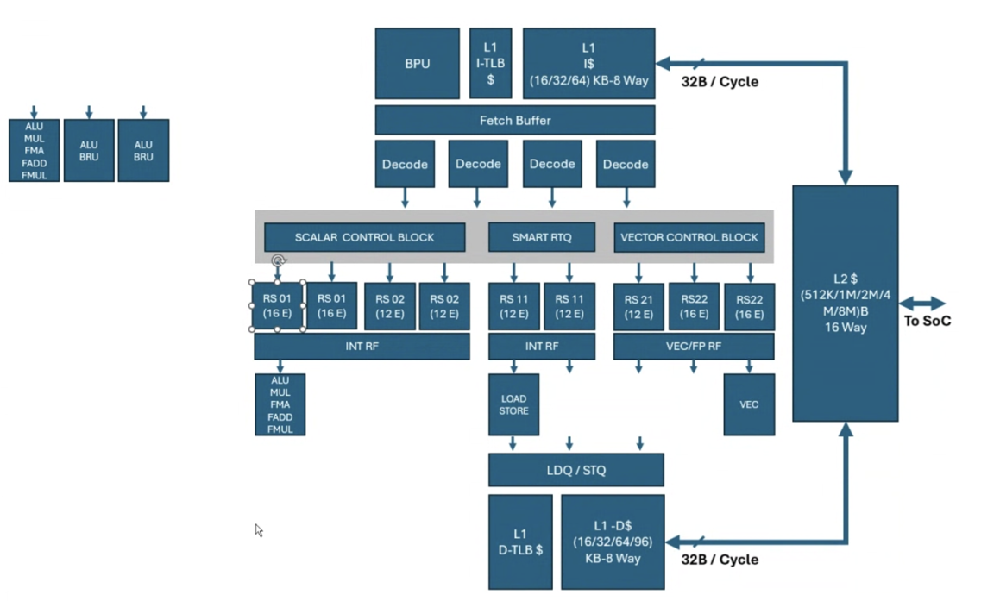 BPU
L1
I-TLB
$
L1
I$
(16/32/64) KB-8 Way
32B / Cycle
Fetch Buffer
ALU
MUL
FMA
FADD
FMUL
ALU
BRU
ALU
BRU
Decode
Decode
Decode
Decode
SCALAR CONTROL BLOCK
SMART RTQ
VECTOR CONTROL BLOCK
RS 01
(16 E)
RS 01
(16 E)
RS 02
(12 E)
RS 02
(12 E)
RS 11
(12 E)
RS 11
(12 E)
RS 21
(12 E)
RS22
(16 E)
RS22
(16 E)
L2 $
(512K/1M/2M/4
M/8M)B
16 Way
To SoC
INT RF
INT RF
VEC/FP RF
ALU
MUL
FMA
FADD
FMUL
LOAD
STORE
VEC
LDQ / STQ
L1
D-TLB $
L1 -D$
(16/32/64/96)
KB-8 Way
32B / Cycle